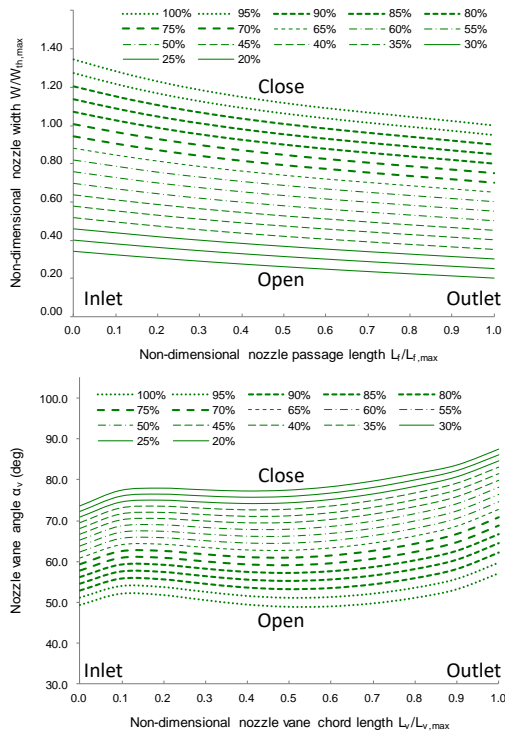 100% 95% 90% 85% 80%
75% 70% 65% 60% 55%
50% 45% 40% 35% 30%
25% 20%
1.40
1.20
1.00
0.80
0.60
0.40
0.20
0.00
Non-dimensional nozzle width W/Wth,max
Close
Open
Inlet
Outlet
0.0 0.1 0.2 0.3 0.4 0.5 0.6 0.7 0.8 0.9 1.0
Non-dimensional nozzle passage length Lf/Lf,max
100% 95% 90% 85% 80%
75% 70% 65% 60% 55%
50% 45% 40% 35% 30%
25% 20%
100.0
90.0
80.0
70.0
60.0
50.0
40.0
30.0
Nozzle vane angle αv (deg)
Close
Open
Inlet
Outlet
0.0 0.1 0.2 0.3 0.4 0.5 0.6 0.7 0.8 0.9 1.0
Non-dimensional nozzle vane chord length Lv/Lv,max